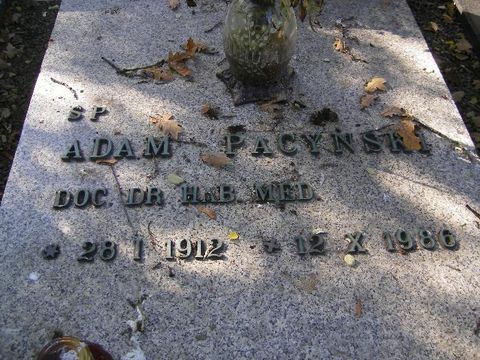 SP
ADAM PACYŃSKI
DOC. DR HAB. MED.
* 28 I 1912 + 12 X 1986